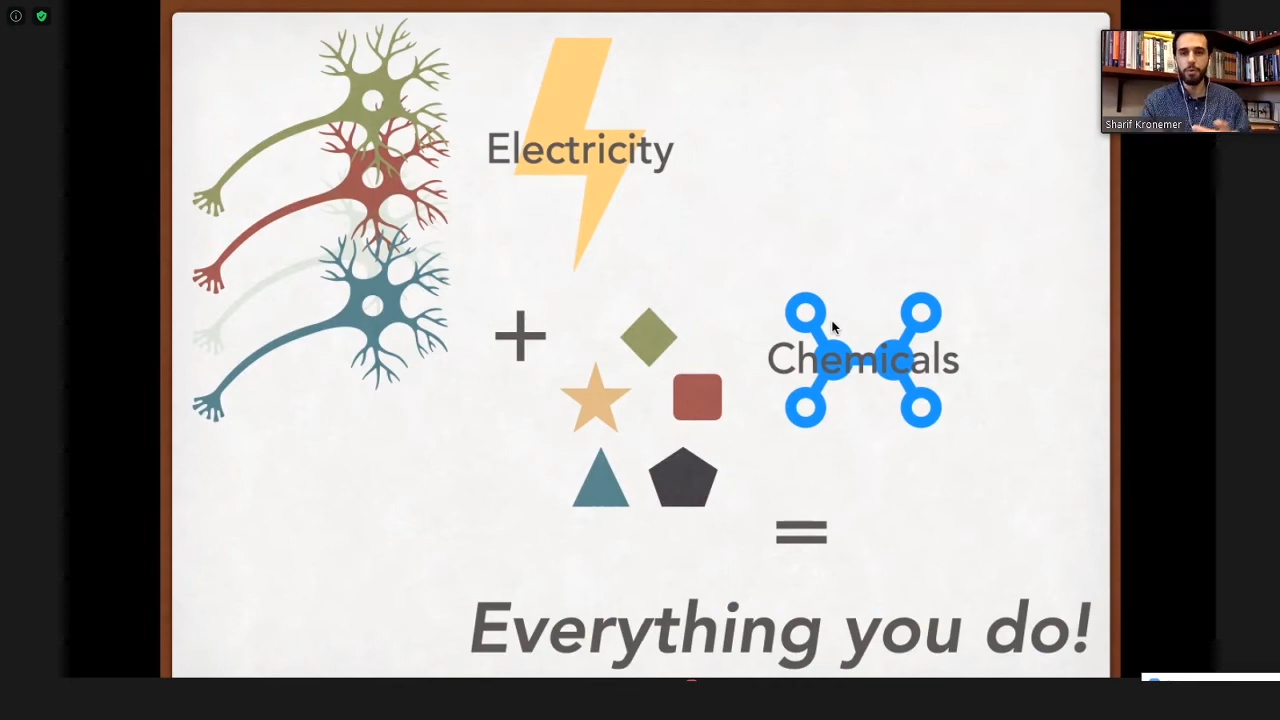 Electricity
+
Chemicals
=
Everything you do!
Sharif Kronemer